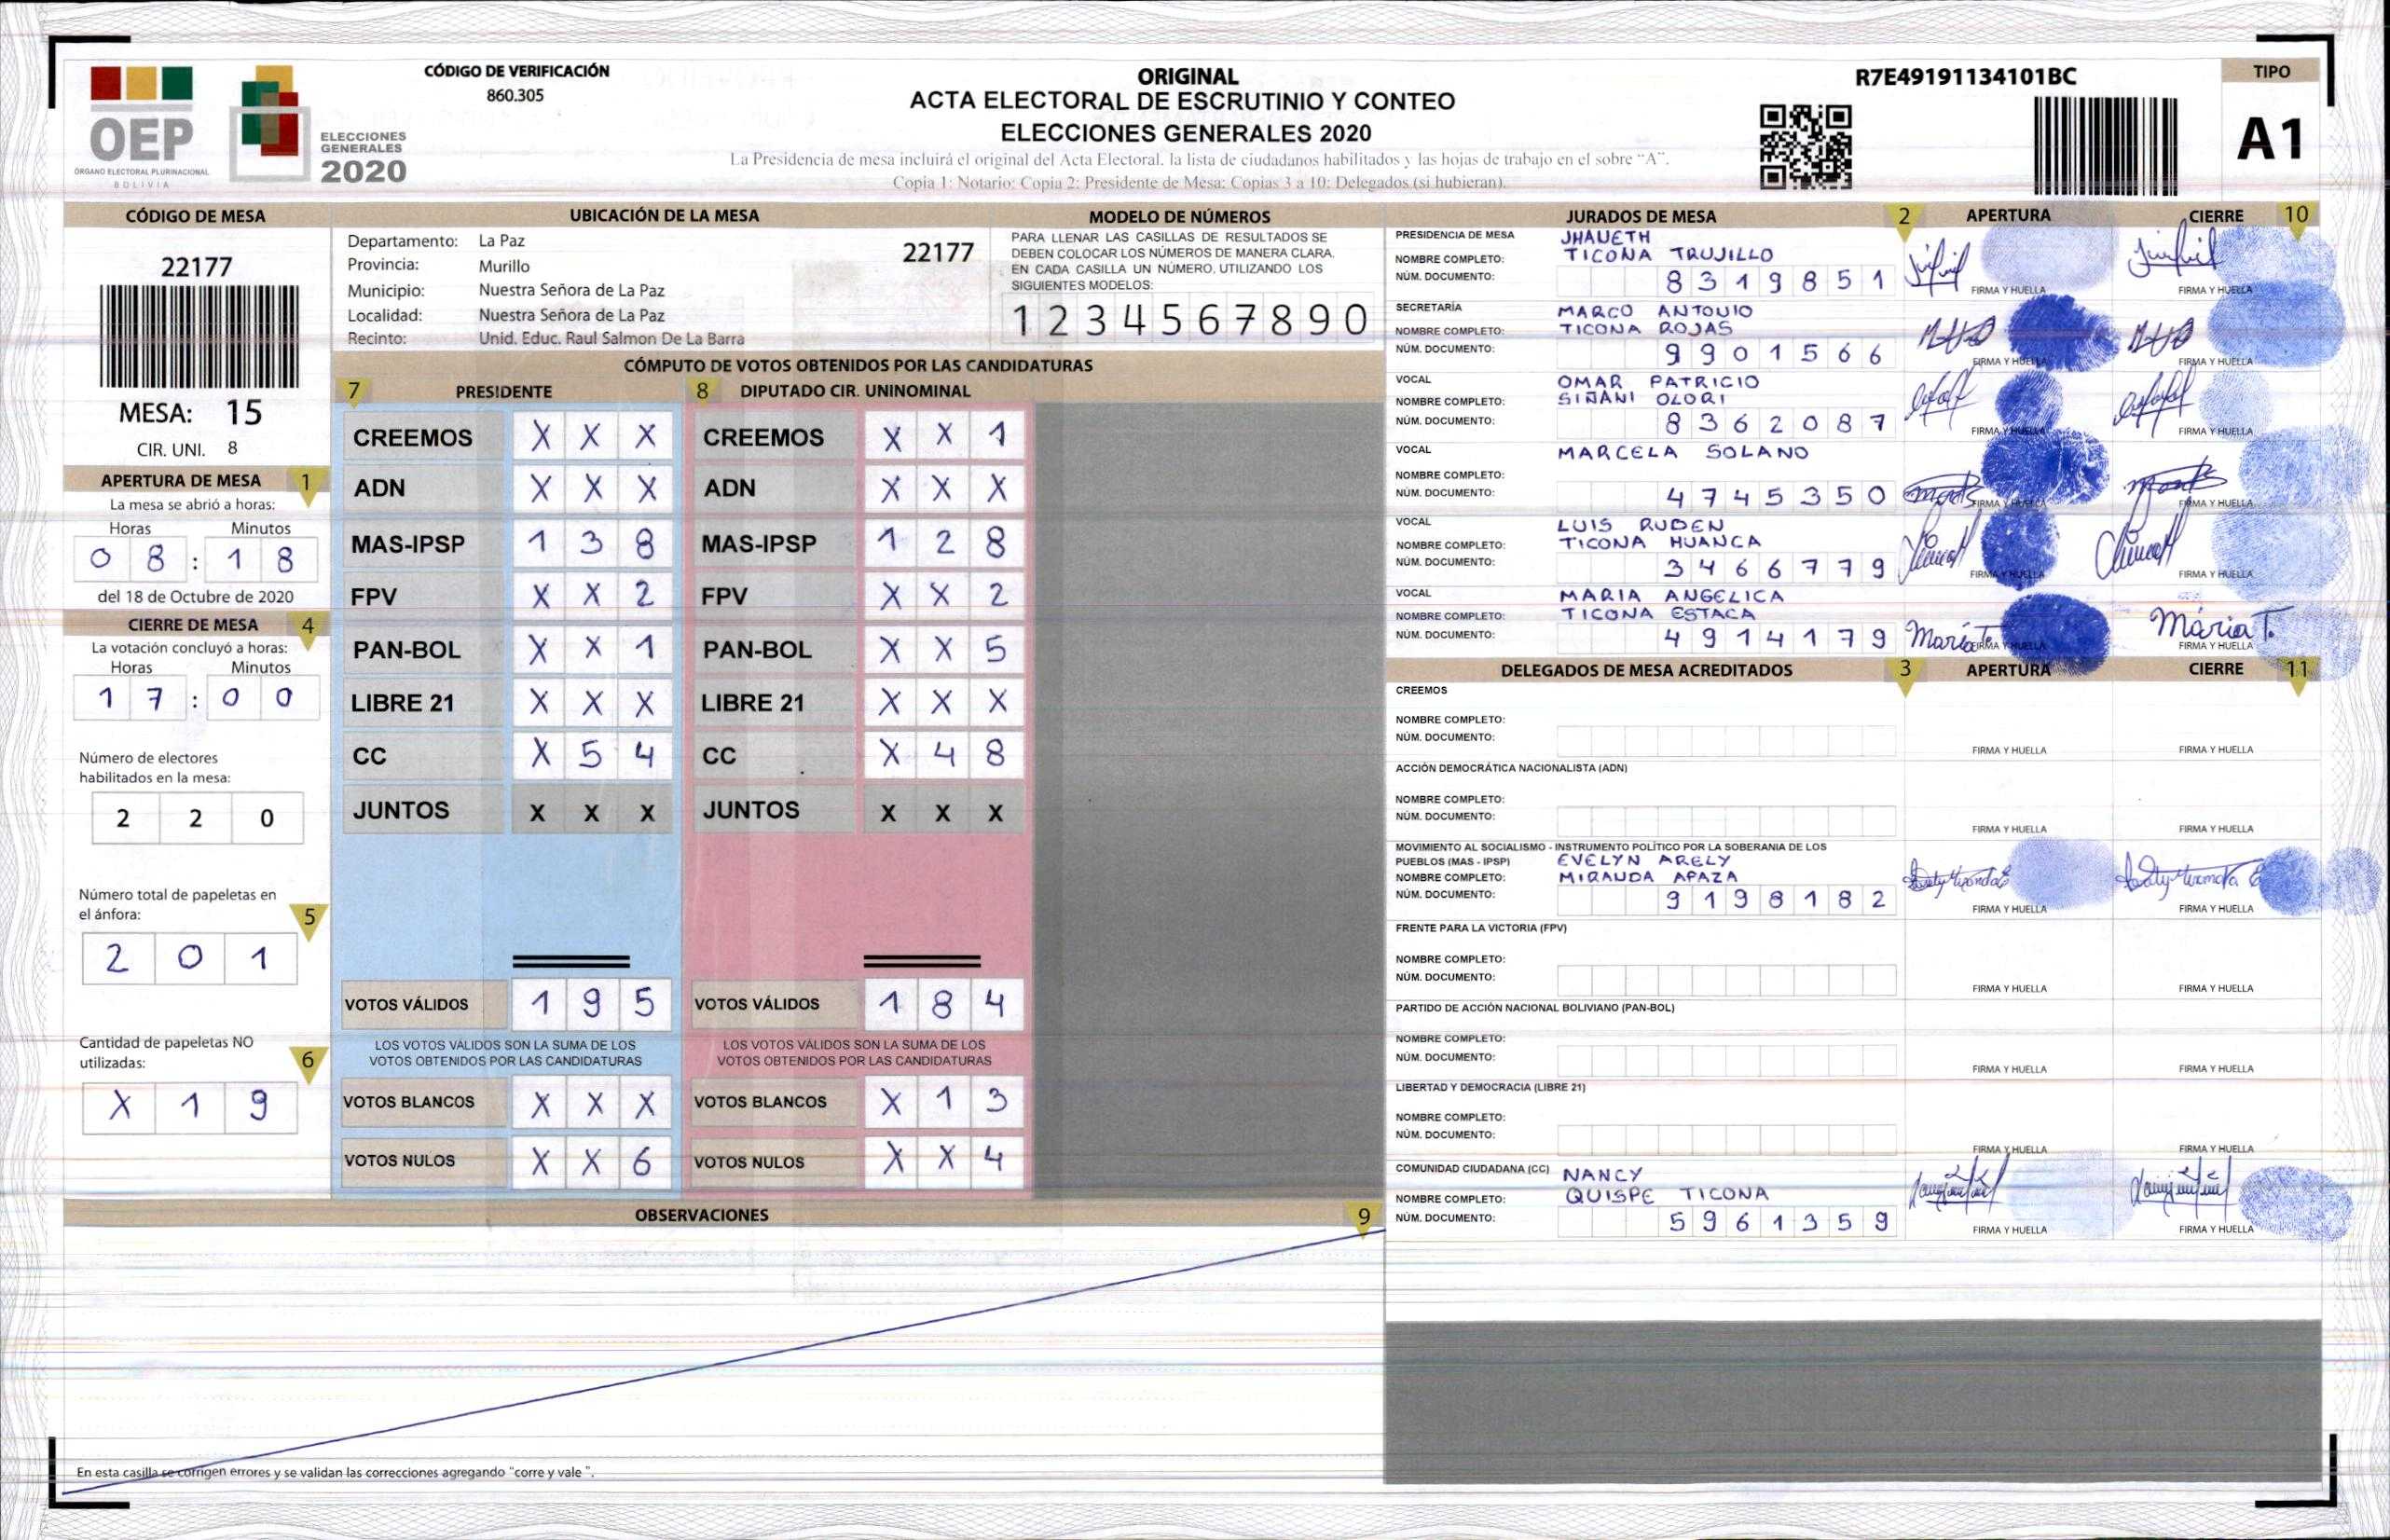 CÓDIGO DE VERIFICACIÓN
860.305
OEP
ÓRGANO ELECTORAL PLURINACIONAL
BOLIVIA
ELECCIONES
GENERALES
2020
ORIGINAL
ACTA ELECTORAL DE ESCRUTINIO Y CONTEO
ELECCIONES GENERALES 2020
La Presidencia de mesa incluirá el original del Acta Electoral. la lista de ciudadanos habilitados y las hojas de trabajo en el sobre "A".
Copia 1: Notario: Copia 2: Presidente de Mesa: Copias 3 a 10: Delegados (si hubieran).
R7E49191134101BC
TIPO
A1
CÓDIGO DE MESA
22177
MESA: 15
CIR. UNI. 8
APERTURA DE MESA 1
La mesa se abrió a horas:
Horas Minutos
0 8 : 1 8
del 18 de Octubre de 2020
CIERRE DE MESA 4
La votación concluyó a horas:
Horas Minutos
1 7 : 0 0
Número de electores
habilitados en la mesa:
2 2 0
Número total de papeletas en
el ánfora:
5
2 0 1
Cantidad de papeletas NO
utilizadas:
6
X 1 9
UBICACIÓN DE LA MESA
Departamento: La Paz
22177
Provincia: Murillo
Municipio: Nuestra Señora de La Paz
Localidad: Nuestra Señora de La Paz
Recinto: Unid. Educ. Raul Salmon De La Barra
MODELO DE NÚMEROS
PARA LLENAR LAS CASILLAS DE RESULTADOS SE
DEBEN COLOCAR LOS NÚMEROS DE MANERA CLARA.
EN CADA CASILLA UN NÚMERO, UTILIZANDO LOS
SIGUIENTES MODELOS:
1 2 3 4 5 6 7 8 9 0
CÓMPUTO DE VOTOS OBTENIDOS POR LAS CANDIDATURAS
7 PRESIDENTE 8 DIPUTADO CIR. UNINOMINAL
CREEMOS X X X CREEMOS X X 1
ADN X X X ADN X X X
MAS-IPSP 1 3 8 MAS-IPSP 1 2 8
FPV X X 2 FPV X X 2
PAN-BOL X X 1 PAN-BOL X X 5
LIBRE 21 X X X LIBRE 21 X X X
CC X 5 4 CC X 4 8
JUNTOS X X X JUNTOS X X X
VOTOS VÁLIDOS 1 9 5 VOTOS VÁLIDOS 1 8 4
LOS VOTOS VÁLIDOS SON LA SUMA DE LOS LOS VOTOS VÁLIDOS SON LA SUMA DE LOS
VOTOS OBTENIDOS POR LAS CANDIDATURAS VOTOS OBTENIDOS POR LAS CANDIDATURAS
VOTOS BLANCOS X X X VOTOS BLANCOS X 1 3
VOTOS NULOS X X 6 VOTOS NULOS X X 4
OBSERVACIONES 9
En esta casilla se corrigen errores y se validan las correcciones agregando "corre y vale ".
JURADOS DE MESA 2 APERTURA CIERRE 10
PRESIDENCIA DE MESA JHAUETH
NOMBRE COMPLETO: TICONA TRUJILLO
NÚM. DOCUMENTO: 8 3 1 9 8 5 1
FIRMA Y HUELLA FIRMA Y HUELLA
SECRETARÍA MARCO ANTONIO
NOMBRE COMPLETO: TICONA ROJAS
NÚM. DOCUMENTO: 9 9 0 1 5 6 6
FIRMA Y HUELLA FIRMA Y HUELLA
VOCAL OMAR PATRICIO
NOMBRE COMPLETO: SIÑANI OLORI
NÚM. DOCUMENTO: 8 3 6 2 0 8 7
FIRMA Y HUELLA FIRMA Y HUELLA
VOCAL MARCELA SOLANO
NOMBRE COMPLETO:
NÚM. DOCUMENTO: 4 7 4 5 3 5 0
FIRMA Y HUELLA FIRMA Y HUELLA
VOCAL LUIS RUDEN
NOMBRE COMPLETO: TICONA HUANCA
NÚM. DOCUMENTO: 3 4 6 6 7 7 9
FIRMA Y HUELLA FIRMA Y HUELLA
VOCAL MARIA ANGELICA
NOMBRE COMPLETO: TICONA ESTACA
NÚM. DOCUMENTO: 4 9 1 4 1 7 9 María T. María T.
FIRMA Y HUELLA FIRMA Y HUELLA
DELEGADOS DE MESA ACREDITADOS 3 APERTURA CIERRE 11
CREEMOS
NOMBRE COMPLETO:
NÚM. DOCUMENTO:
FIRMA Y HUELLA FIRMA Y HUELLA
ACCIÓN DEMOCRÁTICA NACIONALISTA (ADN)
NOMBRE COMPLETO:
NÚM. DOCUMENTO:
FIRMA Y HUELLA FIRMA Y HUELLA
MOVIMIENTO AL SOCIALISMO - INSTRUMENTO POLÍTICO POR LA SOBERANIA DE LOS
PUEBLOS (MAS - IPSP) EVELYN ARELY
NOMBRE COMPLETO: MIRANDA APAZA
NÚM. DOCUMENTO: 9 1 9 8 1 8 2
FIRMA Y HUELLA FIRMA Y HUELLA
FRENTE PARA LA VICTORIA (FPV)
NOMBRE COMPLETO:
NÚM. DOCUMENTO:
FIRMA Y HUELLA FIRMA Y HUELLA
PARTIDO DE ACCIÓN NACIONAL BOLIVIANO (PAN-BOL)
NOMBRE COMPLETO:
NÚM. DOCUMENTO:
FIRMA Y HUELLA FIRMA Y HUELLA
LIBERTAD Y DEMOCRACIA (LIBRE 21)
NOMBRE COMPLETO:
NÚM. DOCUMENTO:
FIRMA Y HUELLA FIRMA Y HUELLA
COMUNIDAD CIUDADANA (CC) NANCY
NOMBRE COMPLETO: QUISPE TICONA
NÚM. DOCUMENTO: 5 9 6 1 3 5 9
FIRMA Y HUELLA FIRMA Y HUELLA